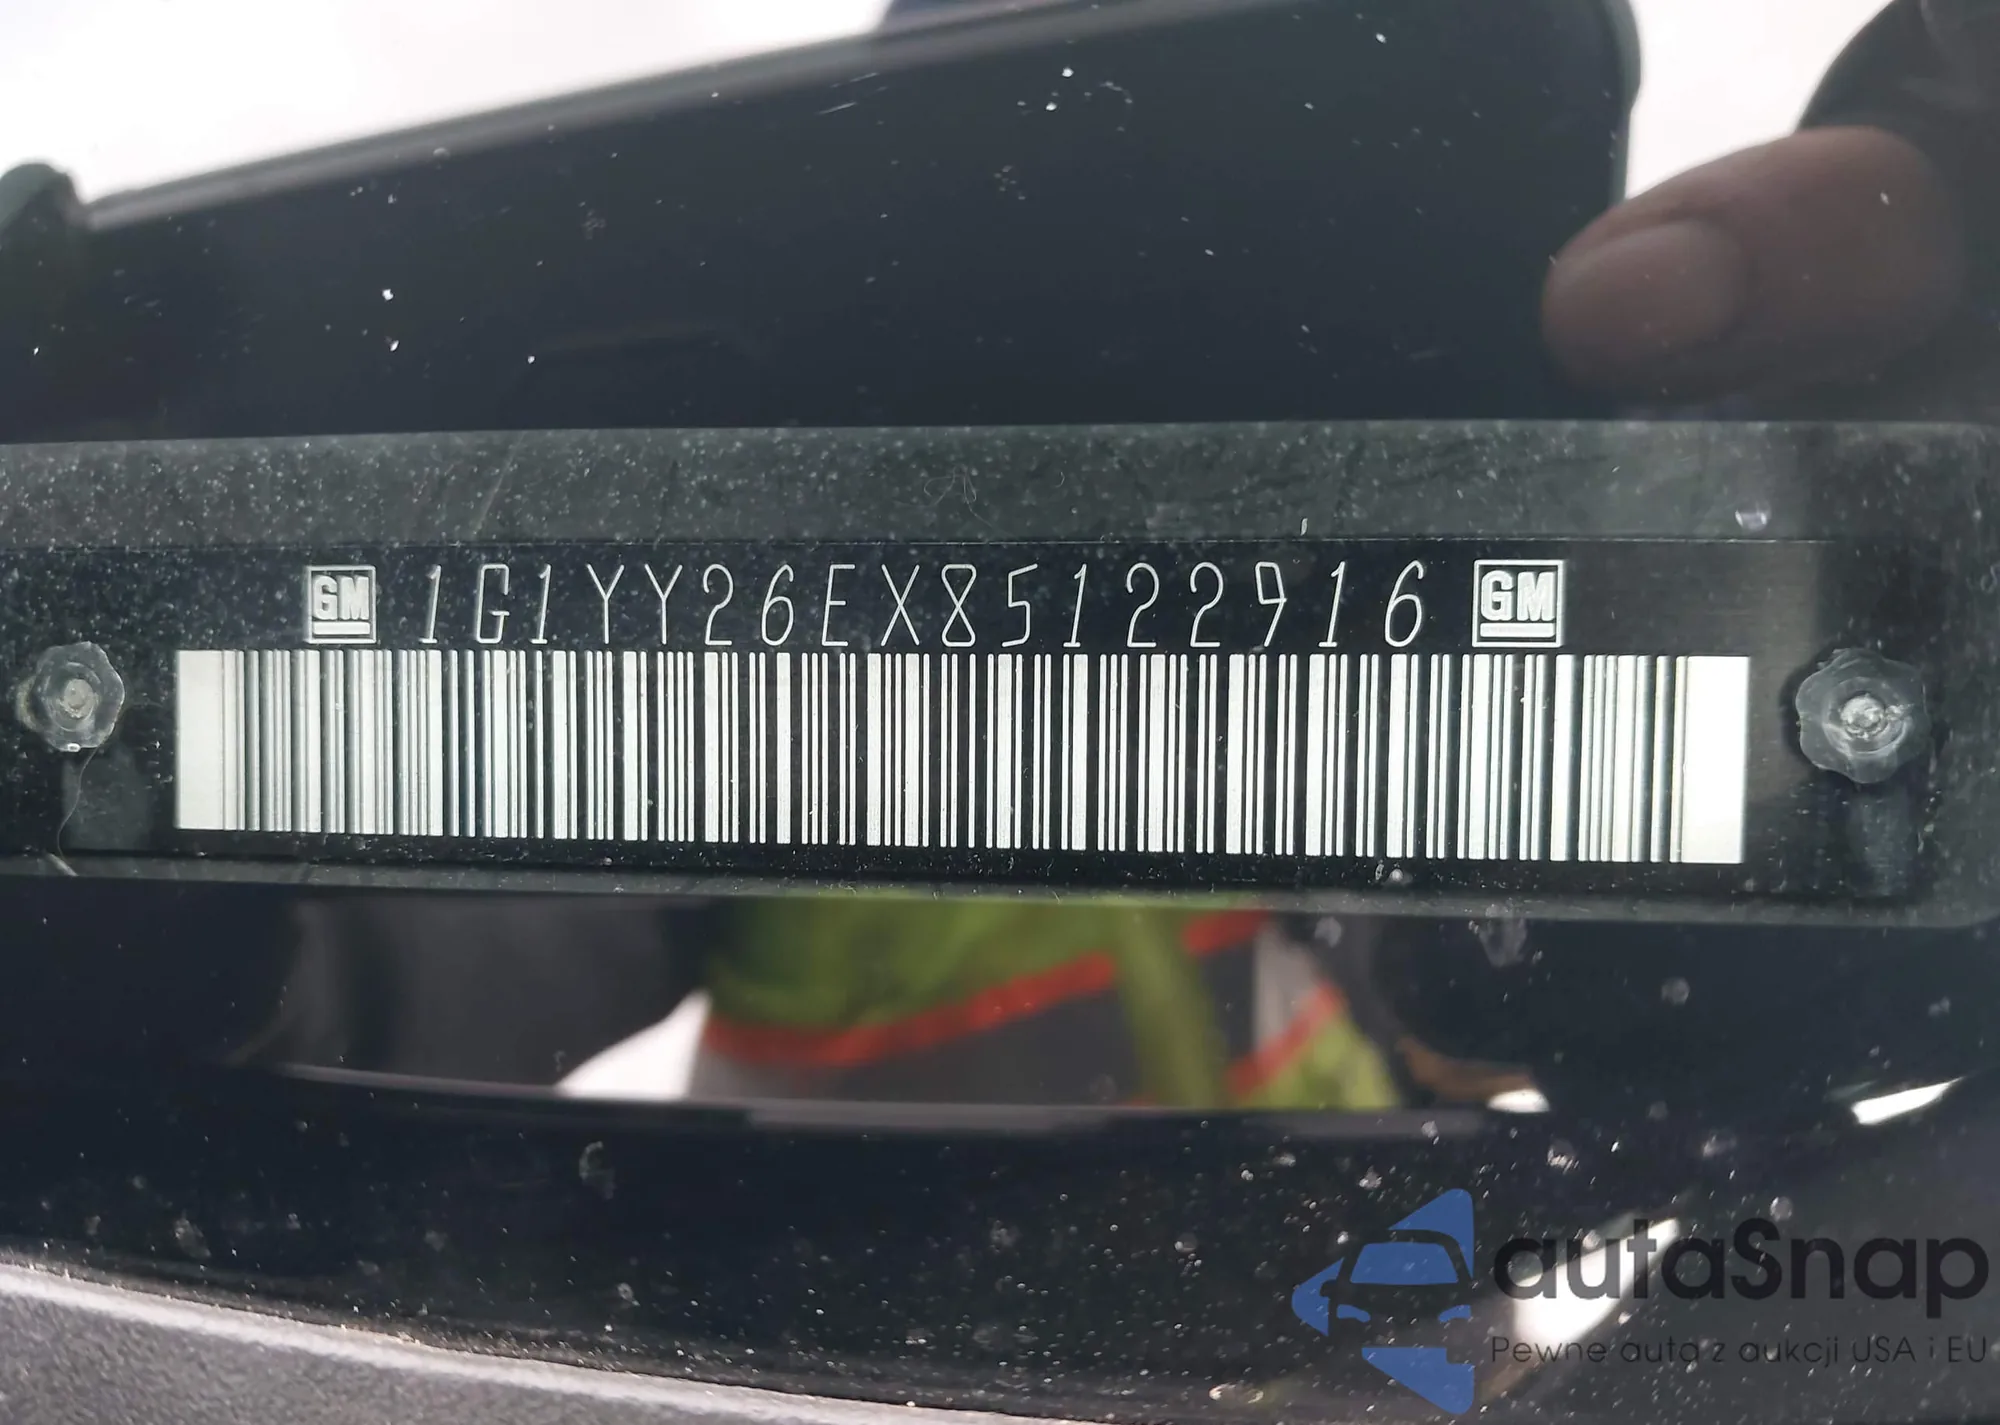 GM 1G1YY26EX85122916 GM
autaSnap
Pewne auta z aukcji USA i EU